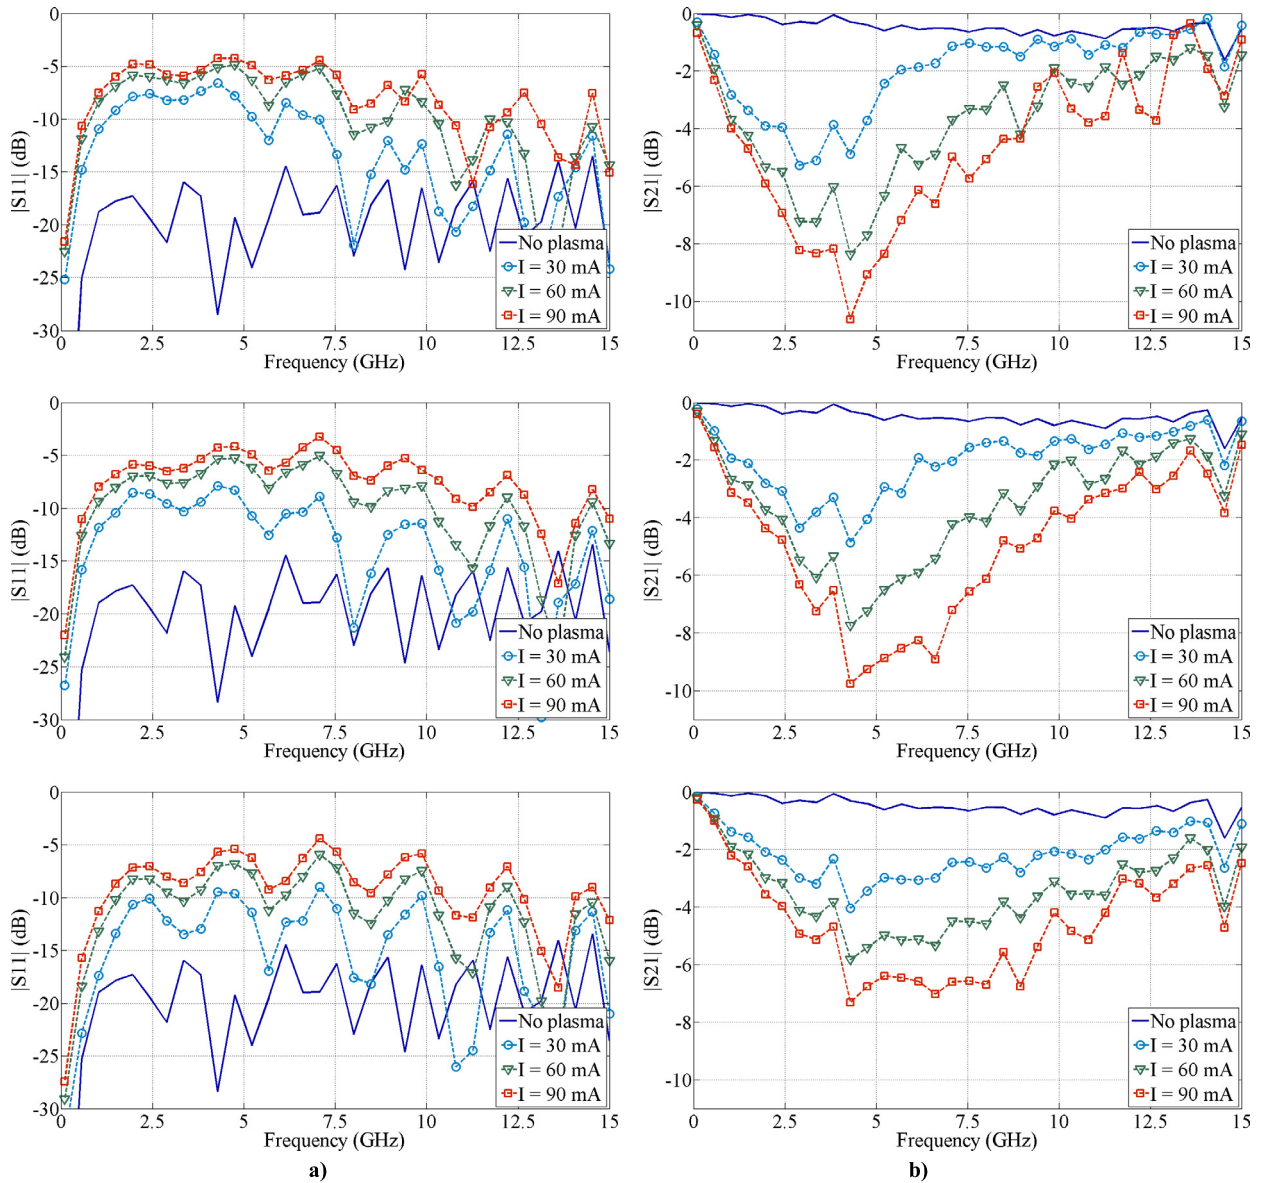 0
-5
-10
-15
-20
-25
-30
|S11| (dB)
No plasma
I = 30 mA
I = 60 mA
I = 90 mA
0 2.5 5 7.5 10 12.5 15
Frequency (GHz)
0
-2
-4
-6
-8
-10
|S21| (dB)
No plasma
I = 30 mA
I = 60 mA
I = 90 mA
0 2.5 5 7.5 10 12.5 15
Frequency (GHz)
0
-5
-10
-15
-20
-25
-30
|S11| (dB)
No plasma
I = 30 mA
I = 60 mA
I = 90 mA
0 2.5 5 7.5 10 12.5 15
Frequency (GHz)
0
-2
-4
-6
-8
-10
|S21| (dB)
No plasma
I = 30 mA
I = 60 mA
I = 90 mA
0 2.5 5 7.5 10 12.5 15
Frequency (GHz)
0
-5
-10
-15
-20
-25
-30
|S11| (dB)
No plasma
I = 30 mA
I = 60 mA
I = 90 mA
0 2.5 5 7.5 10 12.5 15
Frequency (GHz)
0
-2
-4
-6
-8
-10
|S21| (dB)
No plasma
I = 30 mA
I = 60 mA
I = 90 mA
0 2.5 5 7.5 10 12.5 15
Frequency (GHz)
a)
b)